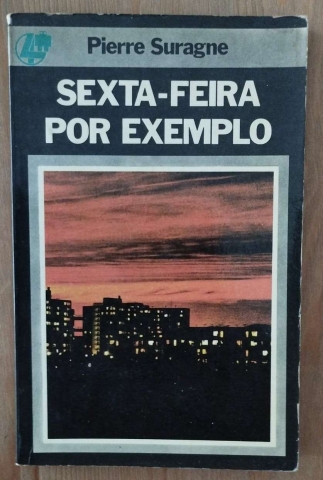 Pierre Suragne
SEXTA-FEIRA
POR EXEMPLO